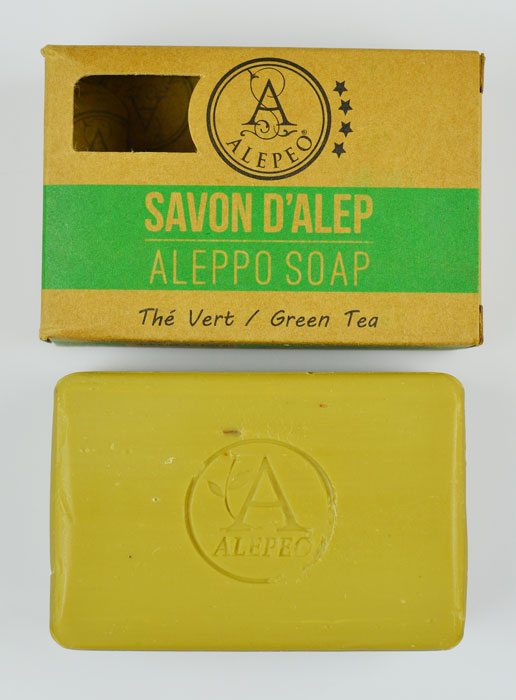 A
ALEPEO®
SAVON D'ALEP
ALEPPO SOAP
Thé Vert / Green Tea
A
ALEPEO